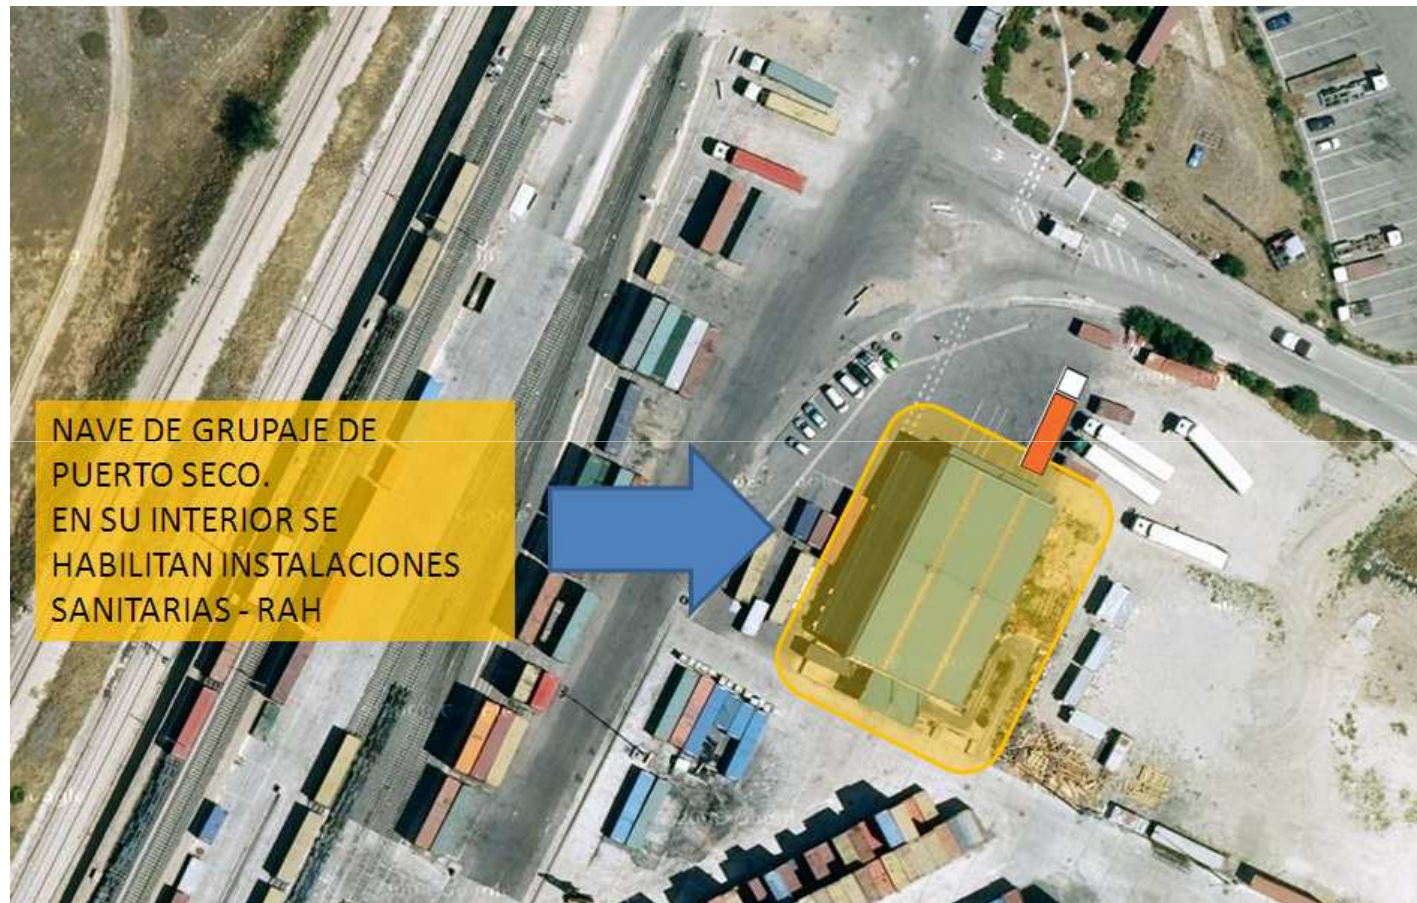 NAVE DE GRUPAJE DE
PUERTO SECO.
EN SU INTERIOR SE
HABILITAN INSTALACIONES
SANITARIAS - RAH